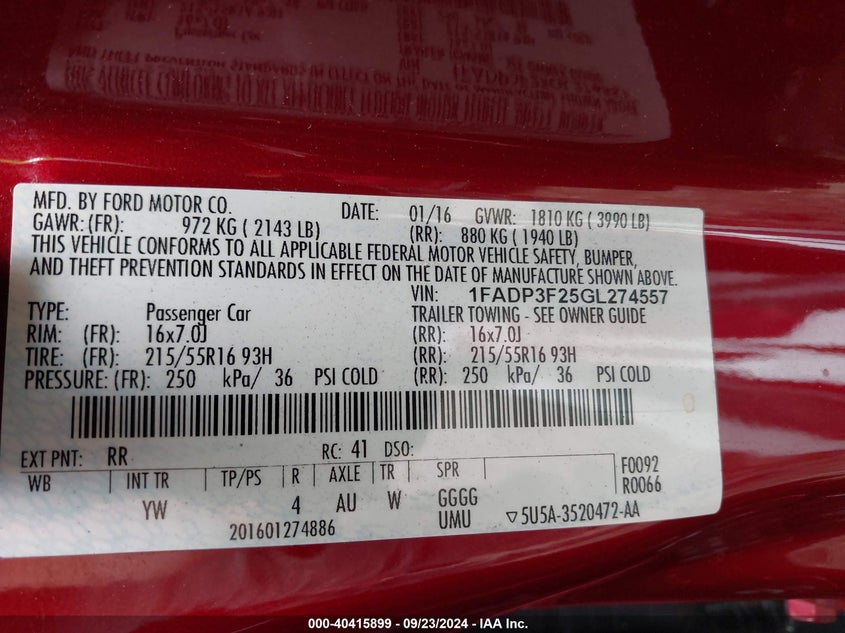 MFD. BY FORD MOTOR CO. DATE: 01/16 GVWR: 1810 KG ( 3990 LB)
GAWR: (FR): 972 KG ( 2143 LB) (RR): 880 KG ( 1940 LB)
THIS VEHICLE CONFORMS TO ALL APPLICABLE FEDERAL MOTOR VEHICLE SAFETY, BUMPER,
AND THEFT PREVENTION STANDARDS IN EFFECT ON THE DATE OF MANUFACTURE SHOWN ABOVE.
VIN: 1FADP3F25GL274557
TYPE: Passenger Car TRAILER TOWING - SEE OWNER GUIDE
RIM: (FR): 16x7.0J (RR): 16x7.0J
TIRE: (FR): 215/55R16 93H (RR): 215/55R16 93H
PRESSURE: (FR): 250 kPa/ 36 PSI COLD (RR): 250 kPa/ 36 PSI COLD
EXT PNT: RR RC: 41 DSO:
WB INT TR TP/PS R AXLE TR SPR F0092
R0066
YW 4 AU W GGGG
UMU
201601274886 ▽5U5A-3520472-AA
000-40415899 - 09/23/2024 - IAA Inc.